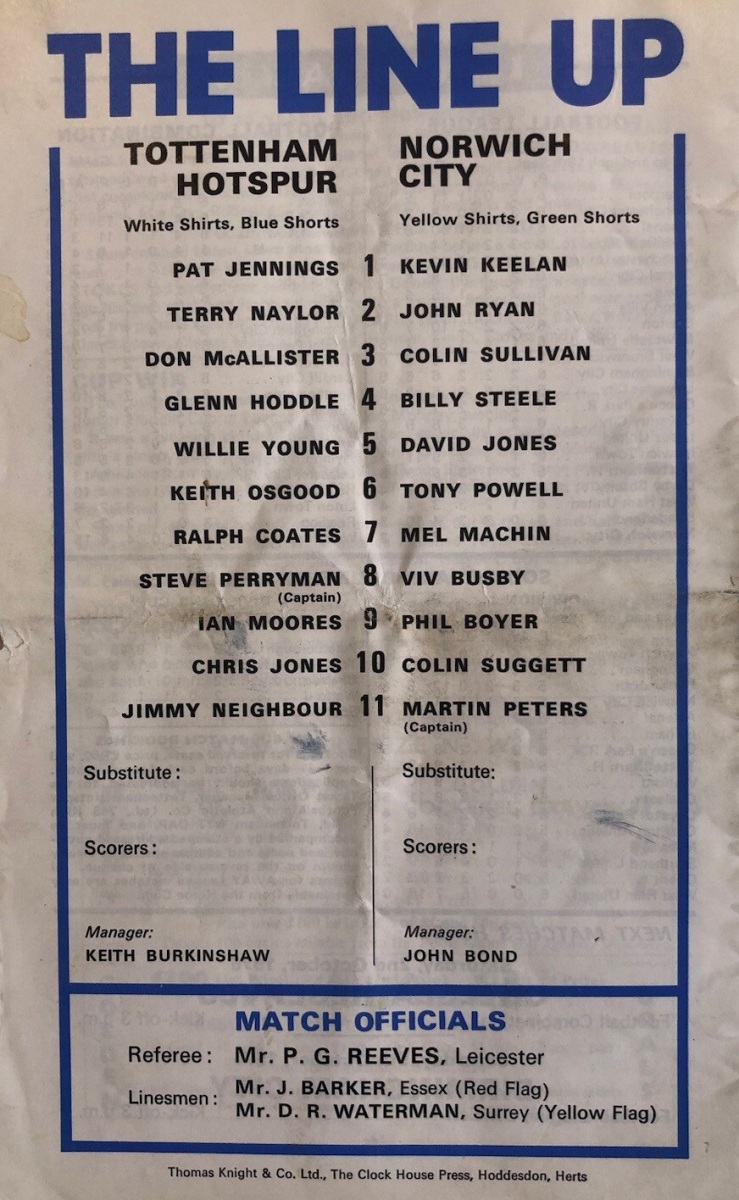 THE LINE UP
TOTTENHAM HOTSPUR
NORWICH CITY
White Shirts, Blue Shorts
Yellow Shirts, Green Shorts
PAT JENNINGS 1 KEVIN KEELAN
TERRY NAYLOR 2 JOHN RYAN
DON McALLISTER 3 COLIN SULLIVAN
GLENN HODDLE 4 BILLY STEELE
WILLIE YOUNG 5 DAVID JONES
KEITH OSGOOD 6 TONY POWELL
RALPH COATES 7 MEL MACHIN
STEVE PERRYMAN 8 VIV BUSBY
(Captain)
IAN MOORES 9 PHIL BOYER
CHRIS JONES 10 COLIN SUGGETT
JIMMY NEIGHBOUR 11 MARTIN PETERS
(Captain)
Substitute: Substitute:
Scorers: Scorers:
Manager: Manager:
KEITH BURKINSHAW JOHN BOND
MATCH OFFICIALS
Referee: Mr. P. G. REEVES, Leicester
Linesmen: Mr. J. BARKER, Essex (Red Flag)
Mr. D. R. WATERMAN, Surrey (Yellow Flag)
Thomas Knight & Co. Ltd., The Clock House Press, Hoddesdon, Herts